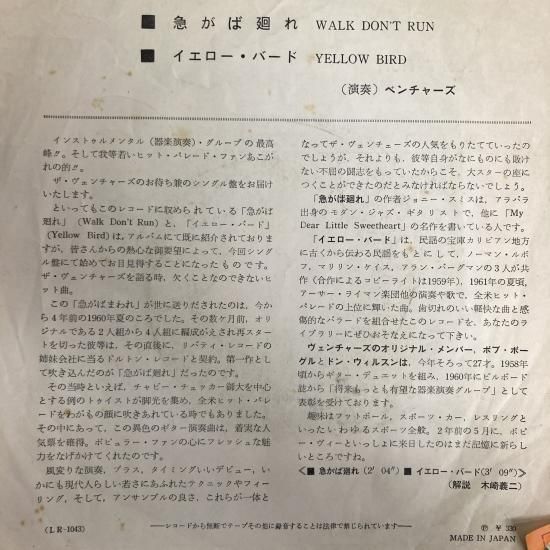 ■ 急がば廻れ WALK DON'T RUN
■ イエロー・バード YELLOW BIRD
（演奏）ベンチャーズ
インストゥルメンタル（器楽演奏）・グループの最高
峰!!。そして我等若いヒット・パレード・ファンあこが
れの的!!。
ザ・ヴェンチャーズのお待ち兼のシングル盤をお届け
いたします。
といってもこのレコードに収められている「急がば
廻れ」（Walk Don't Run）と、「イエロー・バード」
（Yellow Bird）は、アルバムにて既に紹介されており
ますが、皆さんからの熱心な御要望によって、今回シン
グル盤にて始めてお目見得することになったものです。
ザ・ヴェンチャーズを語る時、欠くことなのできないヒ
ット曲。
この「急がばまわれ」が世に送りだされたのは、今か
ら4年前の1960年夏のころでした。その数ヶ月前、オリ
ジナルである2人組から4人組に編成がえされ再スター
トを切った彼等は、その直後に、リバティ・レコードの
姉妹会社に当るドルトン・レコードと契約。第一作とし
て吹き込んだのが「急がば廻れ」だったのです。
その当時といえば、チャビー・チェッカー御大を中心
とする例のトゥイストが脚光を集め、全米ヒット・パレ
ードをわがもの顔に吹きあれている時でもありました。
その中にあって、この異色のギター演奏曲は、着実な人
気票を確得。ポピュラー・ファンの心にフレッシュな魅
力をなげかけてくれたのです。
風変りな演奏、プラス、タイミングいいデビュー、い
かにも現代人らしい若さにあふれたテクニックやフィー
リング、そして、アンサンブルの良さ、これらが一体と
なってザ・ヴェンチェーズの人気をもりたてていったの
でしょうが、それよりも、彼等自身がなにものにも敗け
ない不屈の闘志をもっていたからこそ、大スターの座に
つくことができたのだとみなければならないでしょう。
「急がば廻れ」の作者ジョニー・スミスは、アラバラ
出身のモダン・ジャズ・ギタリストで、他に「My
Dear Little Sweetheart」の名作を書いている人です。
「イエロー・バード」は、民謡の宝庫カリビアン地方
に古くから伝わる民謡をもとにして、ノーマン・ルボ
フ、マリリン・ケイス、アラン・バーグマンの3人が共
作（合作によるコピーライトは1959年）、1961年の夏頃、
アーサー・ライマン楽団他の演奏や歌で、全米ヒット・
パレードの上位に輝いた曲。歯切れのいい軽快な曲と感
傷的なバラードを組合せたこのレコードを、あなたのラ
イブラリーにぜひおそなえになって下さい。
ヴェンチャーズのオリジナル・メンバー、ボブ・ボー
グルとドン・ウィルスンは、今年そろって27才。1958年
頃からギター・デュエットを組み、1960年にビルボード
誌から「将来もっとも有望な器楽演奏グループ」として
表彰を受けております。
趣味はフットボール、スポーツ・カー、レスリングと
いったいわゆるスポーツ全般。2年前の5月に、ボビ
ー・ヴィーといっしょに来日したのはまだ記憶に新らし
いところですね。
〈■急がば廻れ（2′04″）■イエロー・バード（3′09″）〉
（解説 木崎義二）
（LR-1043）
──レコードから無断でテープその他に録音することは法律で禁じられています──
Ⓟ ￥330
MADE IN JAPAN